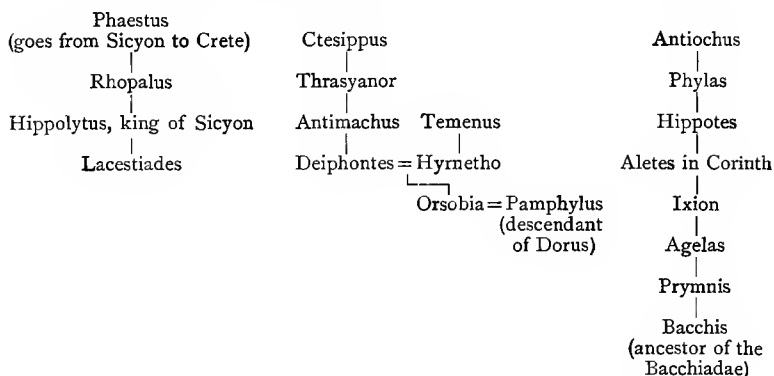 Phaestus
(goes from Sicyon to Crete)
Rhopalus
Hippolytus, king of Sicyon
Lacestiades
Ctesippus
Thrasyanor
Antimachus Temenus
Deiphontes = Hyrnetho
Orsobia = Pamphylus
(descendant
of Dorus)
Antiochus
Phylas
Hippotes
Aletes in Corinth
Ixion
Agelas
Prymnis
Bacchis
(ancestor of the
Bacchiadae)